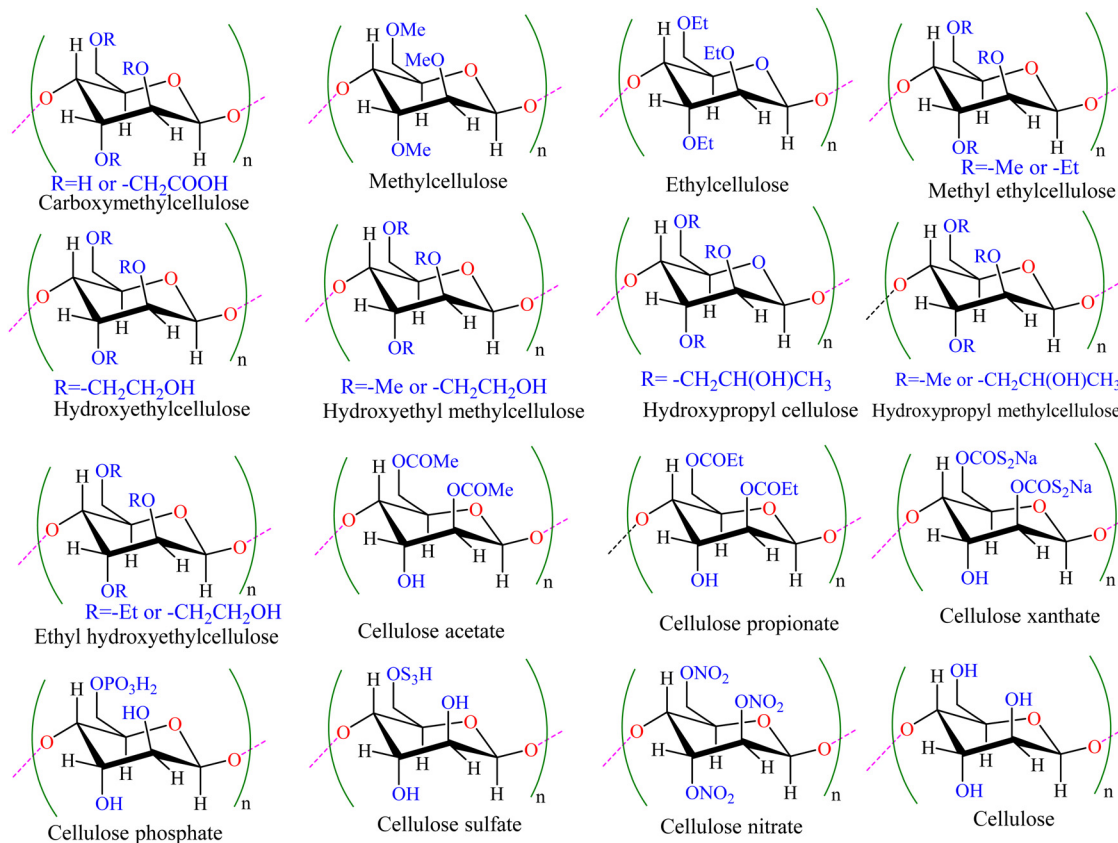 OR
H
RO
O
O
O
H
H
H
OR
n
R=H or -CH₂COOH
Carboxymethylcellulose
OMe
H
MeO
O
O
O
H
H
H
H
OMe
n
Methylcellulose
OEt
H
EtO
O
O
O
H
H
H
H
OEt
n
Ethylcellulose
OR
H
RO
O
O
O
H
H
H
H
OR
n
R=-Me or -Et
Methyl ethylcellulose
OR
H
RO
O
O
O
H
H
H
H
OR
n
R=-CH₂CH₂OH
Hydroxyethylcellulose
OR
H
RO
O
O
O
H
H
H
H
OR
n
R=-Me or -CH₂CH₂OH
Hydroxyethyl methylcellulose
OR
H
RO
O
O
O
H
H
H
H
OR
n
R= -CH₂CH(OH)CH₃
Hydroxypropyl cellulose
OR
H
RO
O
O
O
H
H
H
H
OR
n
R=-Me or -CH₂CH(OH)CH₃
Hydroxypropyl methylcellulose
OR
H
RO
O
O
O
H
H
H
H
OR
n
R=-Et or -CH₂CH₂OH
Ethyl hydroxyethylcellulose
OCOMe
H
OCOMe
O
O
O
H
H
H
H
OH
n
Cellulose acetate
OCOEt
H
OCOEt
O
O
O
H
H
H
H
OH
n
Cellulose propionate
OCOS₂Na
H
OCOS₂Na
O
O
O
H
H
H
H
OH
n
Cellulose xanthate
OPO₃H₂
H
HO
O
O
O
H
H
H
H
OH
n
Cellulose phosphate
OS₃H
H
OH
O
O
O
H
H
H
H
OH
n
Cellulose sulfate
ONO₂
H
ONO₂
O
O
O
H
H
H
H
ONO₂
n
Cellulose nitrate
OH
H
OH
O
O
O
H
H
H
H
OH
n
Cellulose